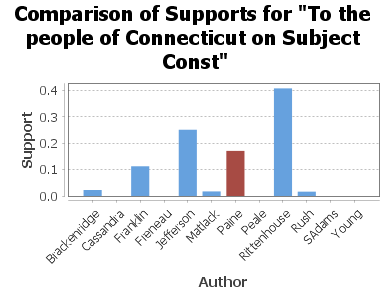 Comparison of Supports for "To the
people of Connecticut on Subject
Const"
Support
0.4
0.3
0.2
0.1
0.0
Brackenridge
Cassandra
Franklin
Freneau
Jefferson
Matlack
Paine
Peale
Rittenhouse
Rush
SAdams
Young
Author